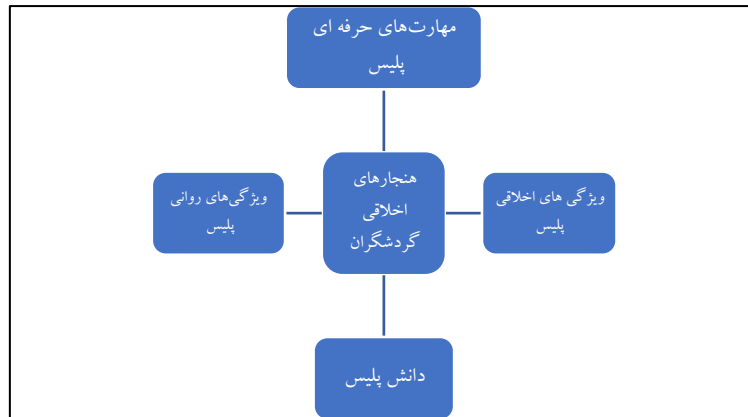 مهارت‌های حرفه ای
پلیس
ویژگی های اخلاقی
پلیس
هنجارهای
اخلاقی
گردشگران
ویژگی‌های روانی
پلیس
دانش پلیس